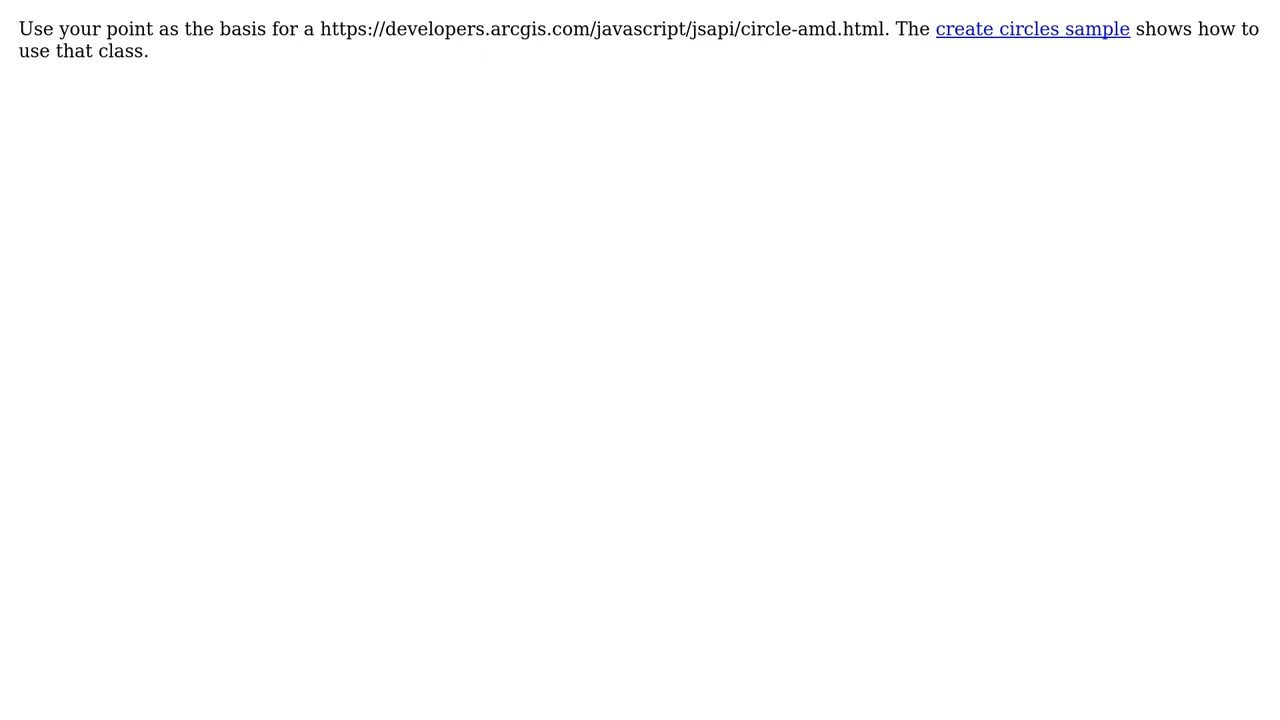 Use your point as the basis for a https://developers.arcgis.com/javascript/jsapi/circle-amd.html. The create circles sample shows how to
use that class.